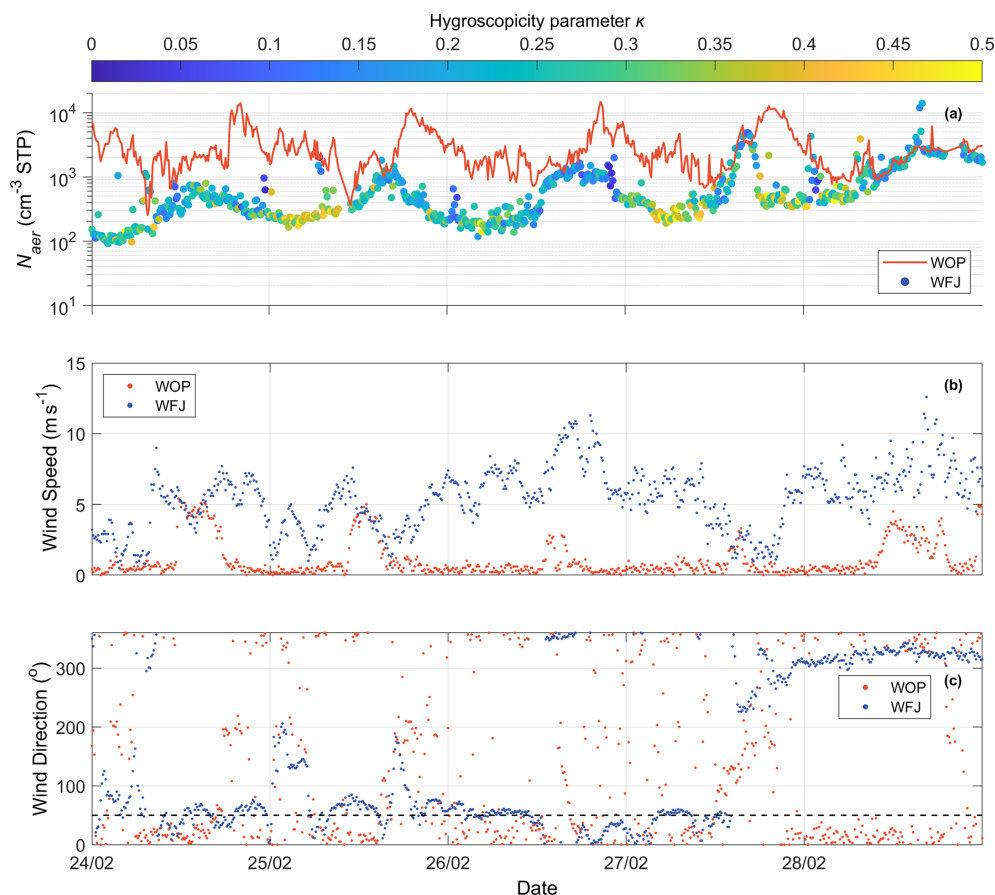 Hygroscopicity parameter κ
0 0.05 0.1 0.15 0.2 0.25 0.3 0.35 0.4 0.45 0.5
(a)
N_aer (cm⁻³ STP)
10⁴
10³
10²
10¹
WOP
WFJ
(b)
Wind Speed (m s⁻¹)
15
10
5
0
WOP
WFJ
(c)
Wind Direction (°)
300
200
100
0
WOP
WFJ
24/02 25/02 26/02 27/02 28/02
Date